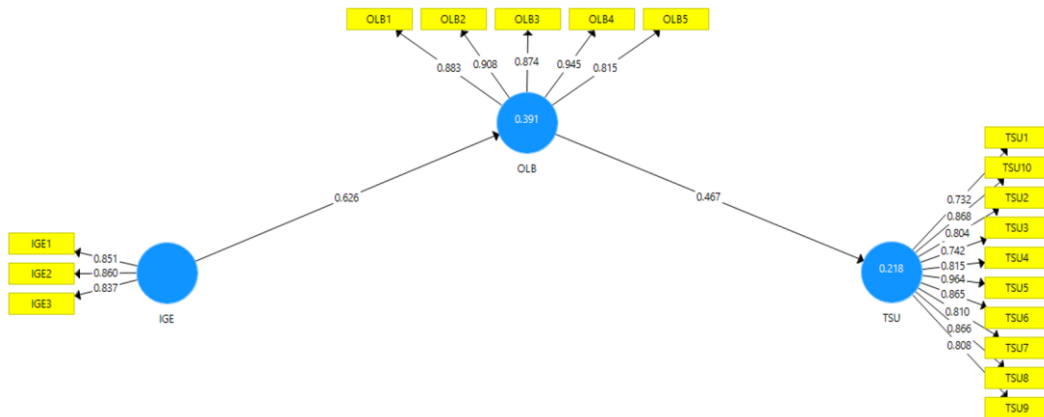 OLB1 OLB2 OLB3 OLB4 OLB5
0.883 0.908 0.874 0.945 0.815
0.391
OLB
0.626
0.467
IGE1
IGE2
IGE3
0.851
0.860
0.837
IGE
0.218
TSU
0.732
0.868
0.804
0.742
0.815
0.964
0.865
0.810
0.866
0.808
TSU1
TSU10
TSU2
TSU3
TSU4
TSU5
TSU6
TSU7
TSU8
TSU9